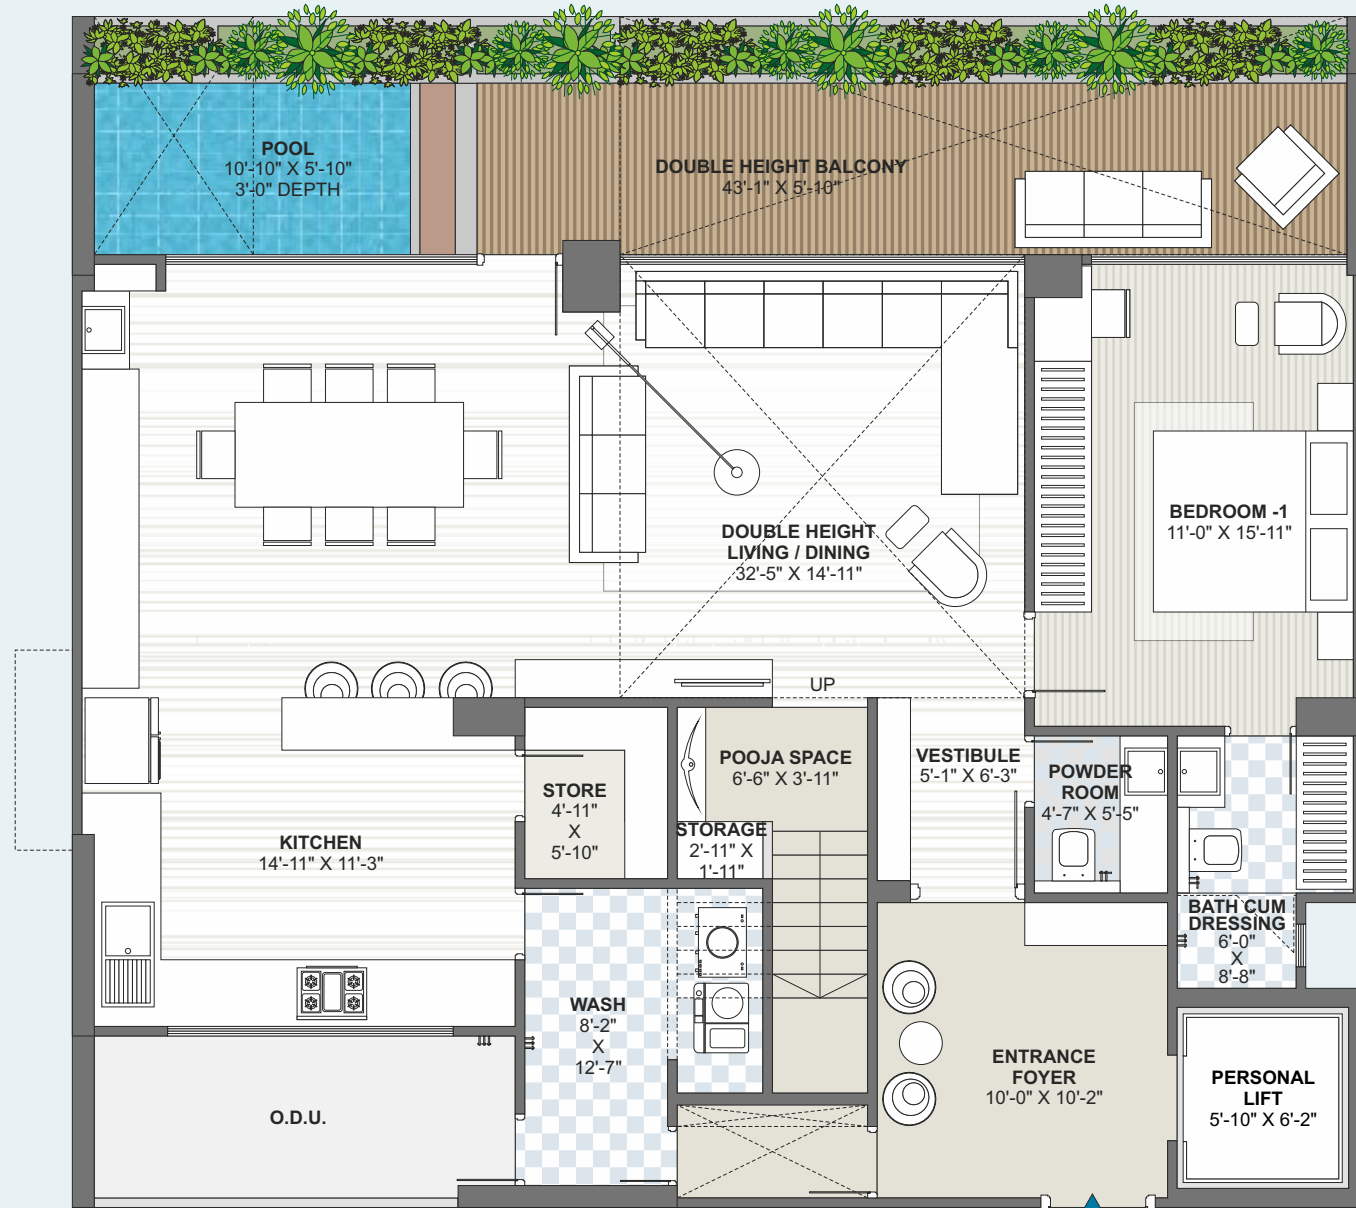 POOL
10'-10" X 5'-10"
3'-0" DEPTH
DOUBLE HEIGHT BALCONY
43'-1" X 5'-10"
DOUBLE HEIGHT
LIVING / DINING
32'-5" X 14'-11"
BEDROOM -1
11'-0" X 15'-11"
UP
POOJA SPACE
6'-6" X 3'-11"
VESTIBULE
5'-1" X 6'-3"
POWDER
ROOM
4'-7" X 5'-5"
STORE
4'-11"
X
5'-10"
STORAGE
2'-11" X
1'-11"
KITCHEN
14'-11" X 11'-3"
BATH CUM
DRESSING
6'-0"
X
8'-8"
WASH
8'-2"
X
12'-7"
ENTRANCE
FOYER
10'-0" X 10'-2"
PERSONAL
LIFT
5'-10" X 6'-2"
O.D.U.